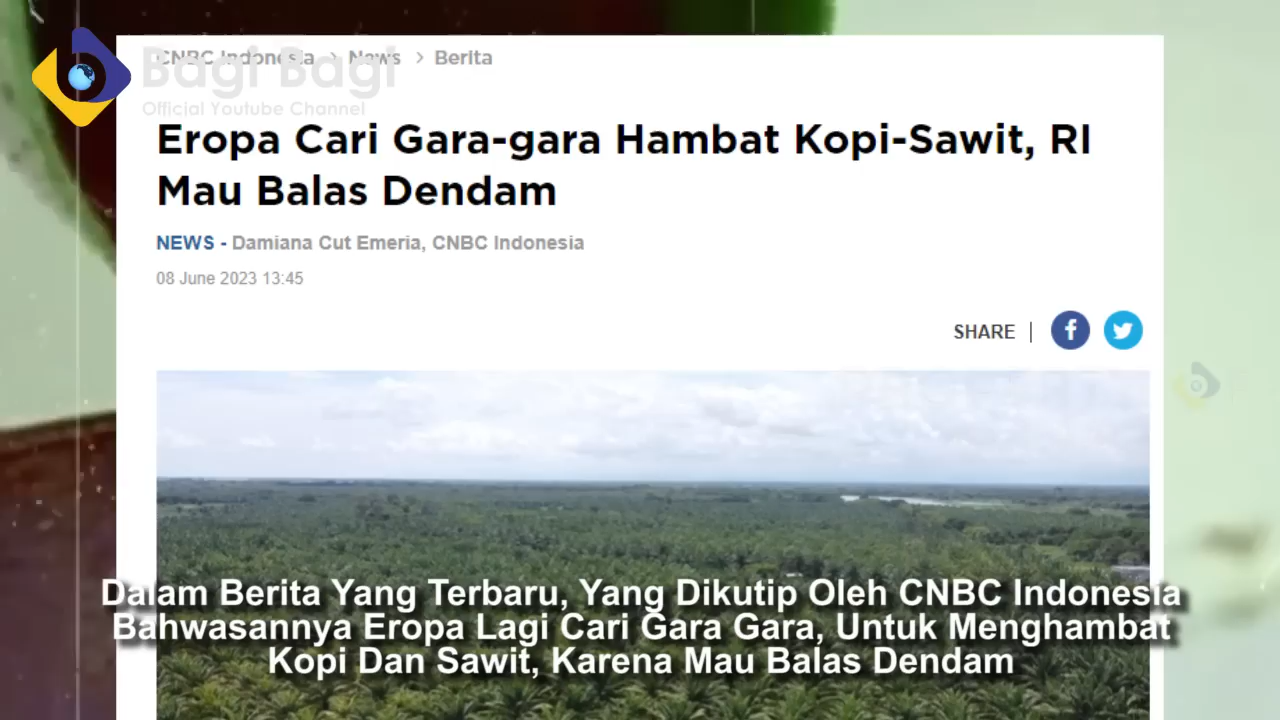 CNBC Indonesia > News > Berita
Bagi Bagi
Official Youtube Channel
Eropa Cari Gara-gara Hambat Kopi-Sawit, RI
Mau Balas Dendam
NEWS - Damiana Cut Emeria, CNBC Indonesia
08 June 2023 13:45
SHARE |
Dalam Berita Yang Terbaru, Yang Dikutip Oleh CNBC Indonesia
Bahwasannya Eropa Lagi Cari Gara Gara, Untuk Menghambat
Kopi Dan Sawit, Karena Mau Balas Dendam